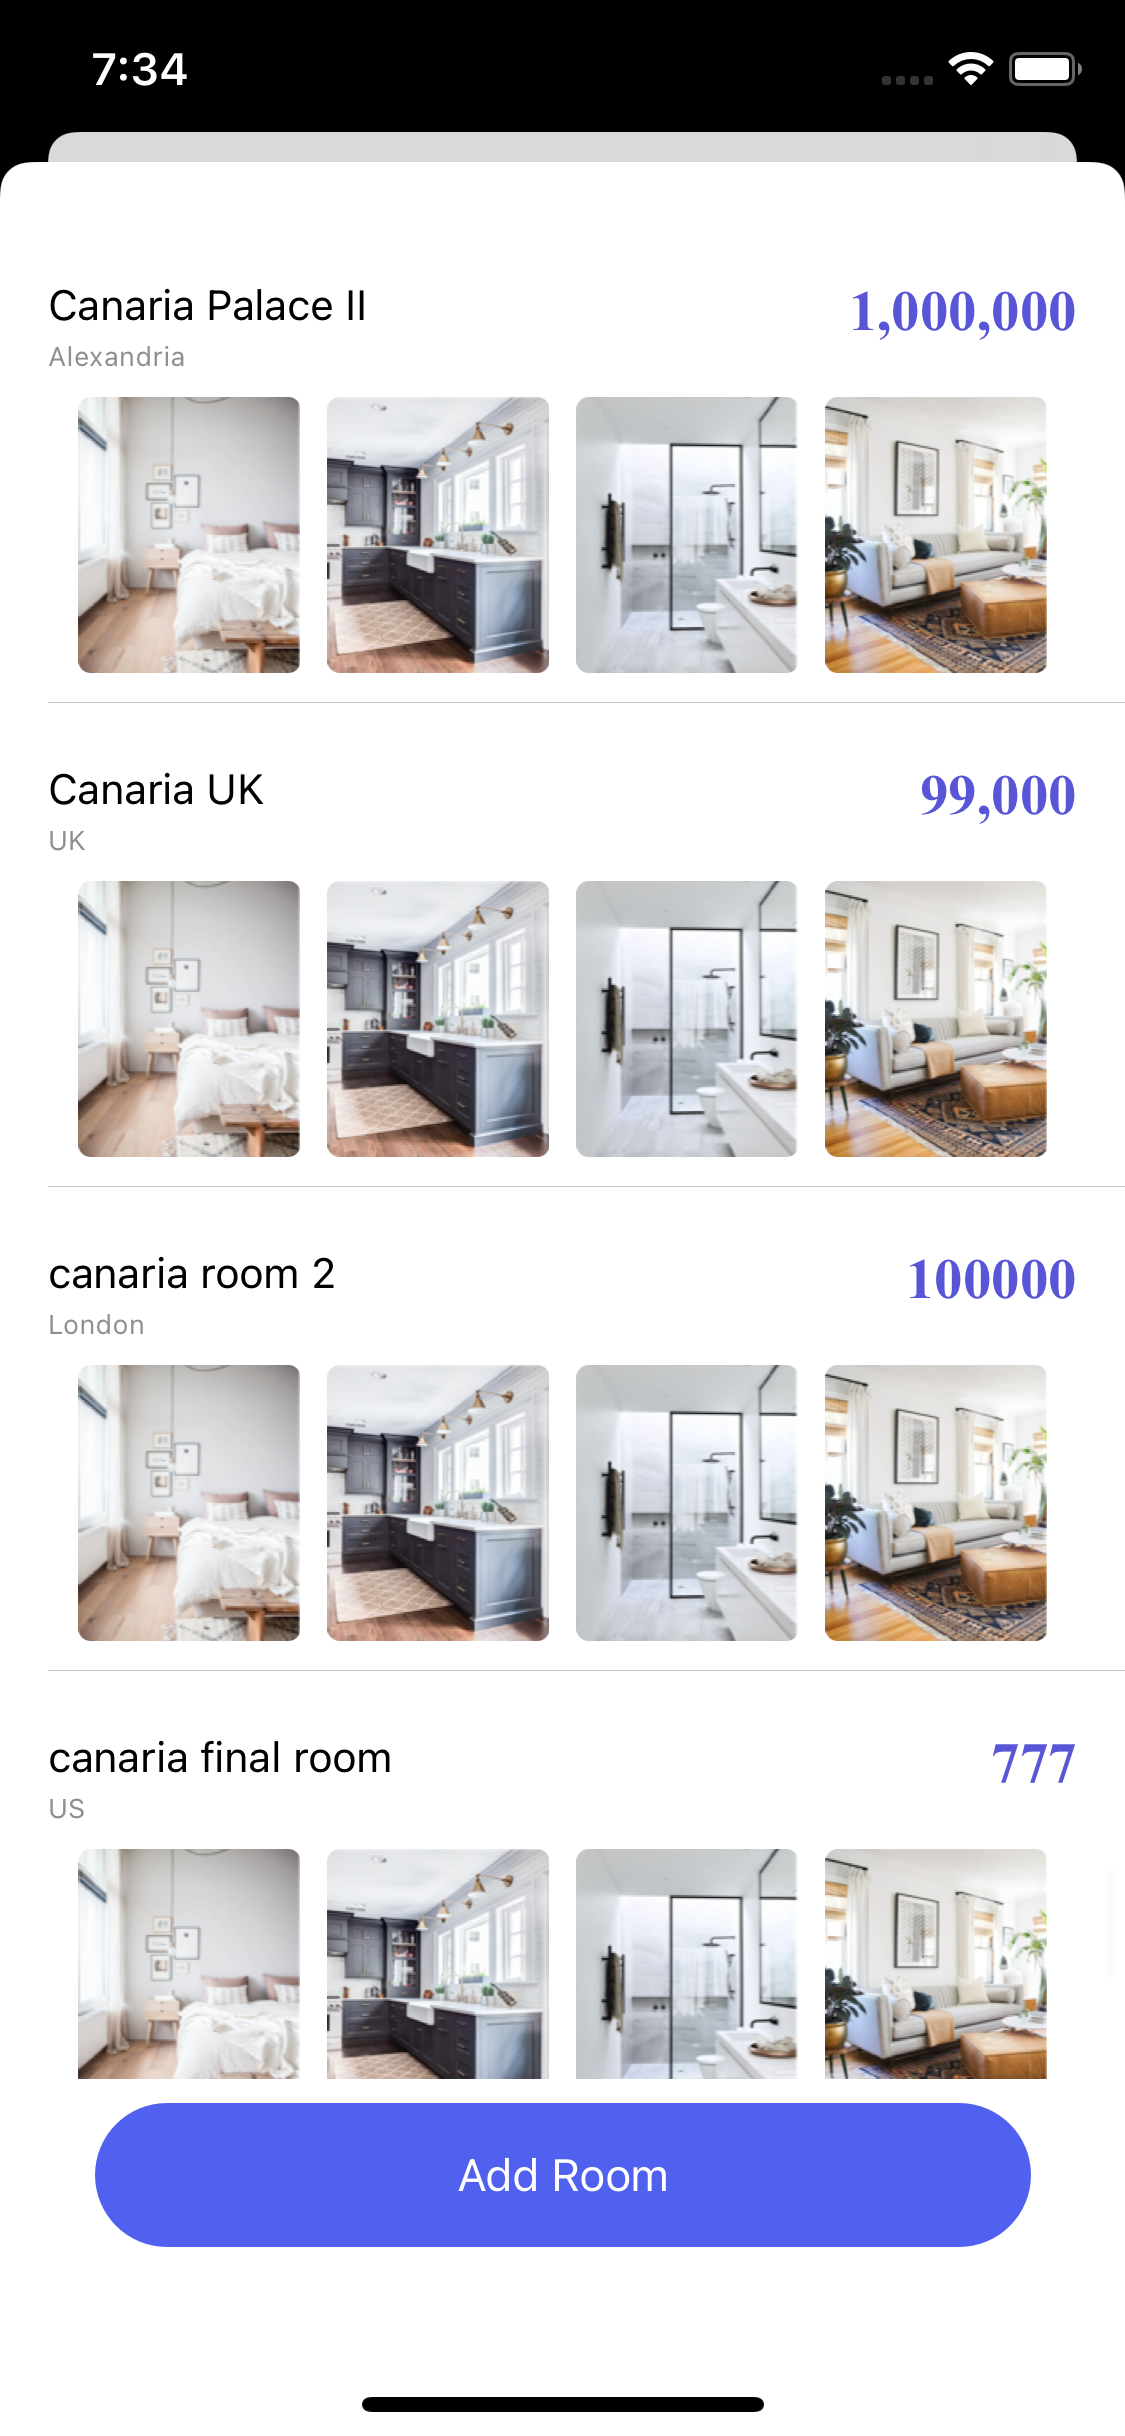 7:34
Canaria Palace II
1,000,000
Alexandria
Canaria UK
99,000
UK
canaria room 2
100000
London
canaria final room
777
US
Add Room